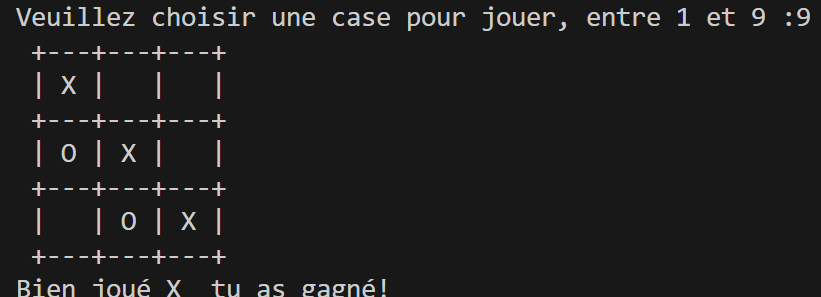 Veuillez choisir une case pour jouer, entre 1 et 9 :9
+---+---+---+
| X |   |   |
+---+---+---+
| O | X |   |
+---+---+---+
|   | O | X |
+---+---+---+
Bien joué X  tu as gagné!